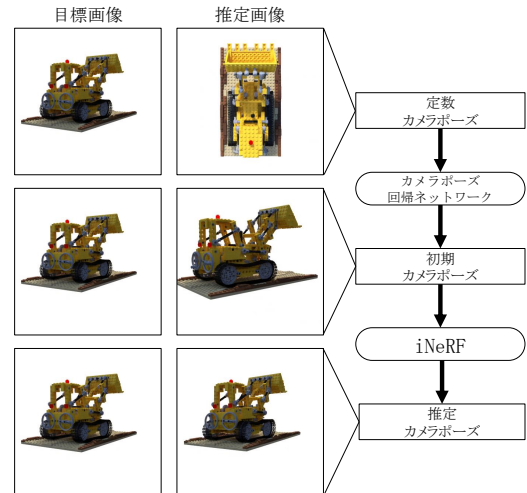 目標画像
推定画像
定数
カメラポーズ
カメラポーズ
回帰ネットワーク
初期
カメラポーズ
iNeRF
推定
カメラポーズ